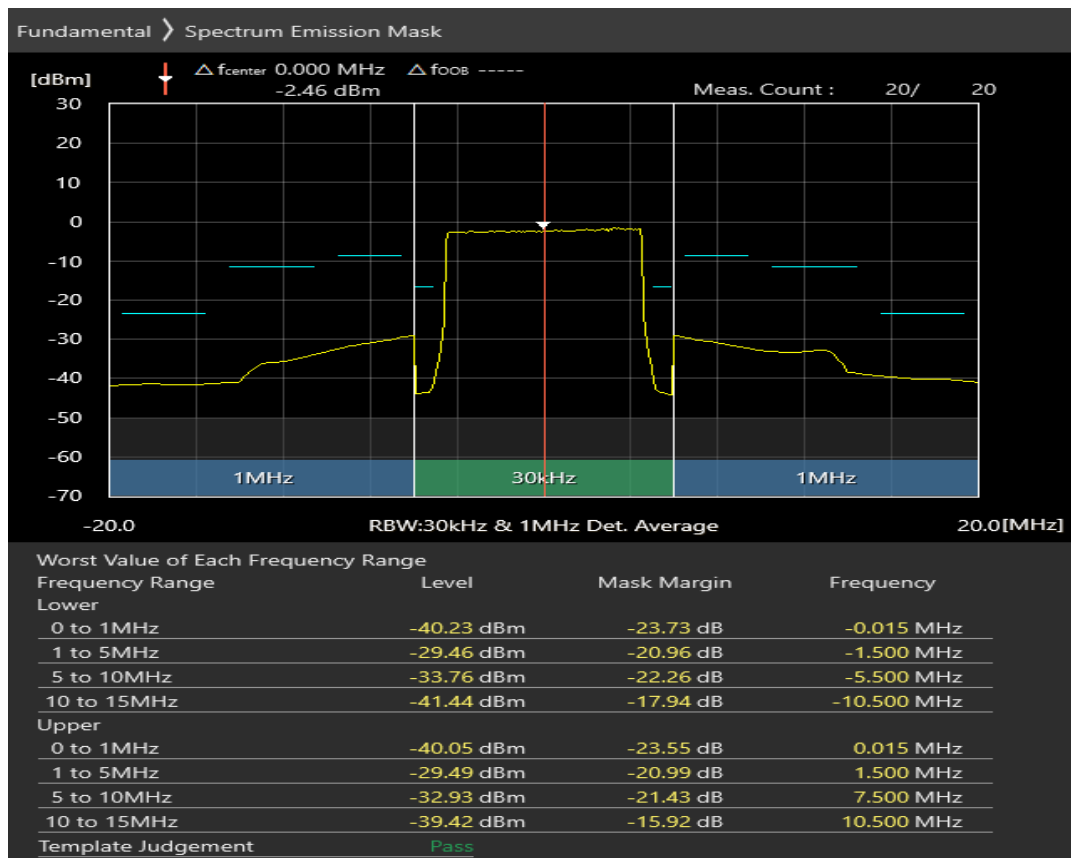 Fundamental ❯ Spectrum Emission Mask
[dBm] △ fcenter 0.000 MHz △ fOOB -----
-2.46 dBm Meas. Count : 20/ 20
30
20
10
0
-10
-20
-30
-40
-50
-60
1MHz 30kHz 1MHz
-70
-20.0 RBW:30kHz & 1MHz Det. Average 20.0[MHz]
Worst Value of Each Frequency Range
Frequency Range Level Mask Margin Frequency
Lower
0 to 1MHz -40.23 dBm -23.73 dB -0.015 MHz
1 to 5MHz -29.46 dBm -20.96 dB -1.500 MHz
5 to 10MHz -33.76 dBm -22.26 dB -5.500 MHz
10 to 15MHz -41.44 dBm -17.94 dB -10.500 MHz
Upper
0 to 1MHz -40.05 dBm -23.55 dB 0.015 MHz
1 to 5MHz -29.49 dBm -20.99 dB 1.500 MHz
5 to 10MHz -32.93 dBm -21.43 dB 7.500 MHz
10 to 15MHz -39.42 dBm -15.92 dB 10.500 MHz
Template Judgement Pass